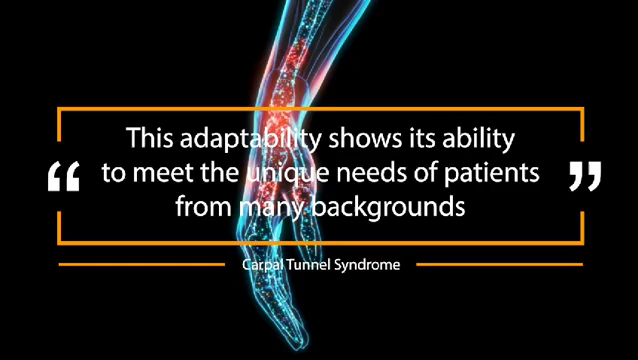 This adaptability shows its ability
“ to meet the unique needs of patients ”
from many backgrounds
Carpal Tunnel Syndrome